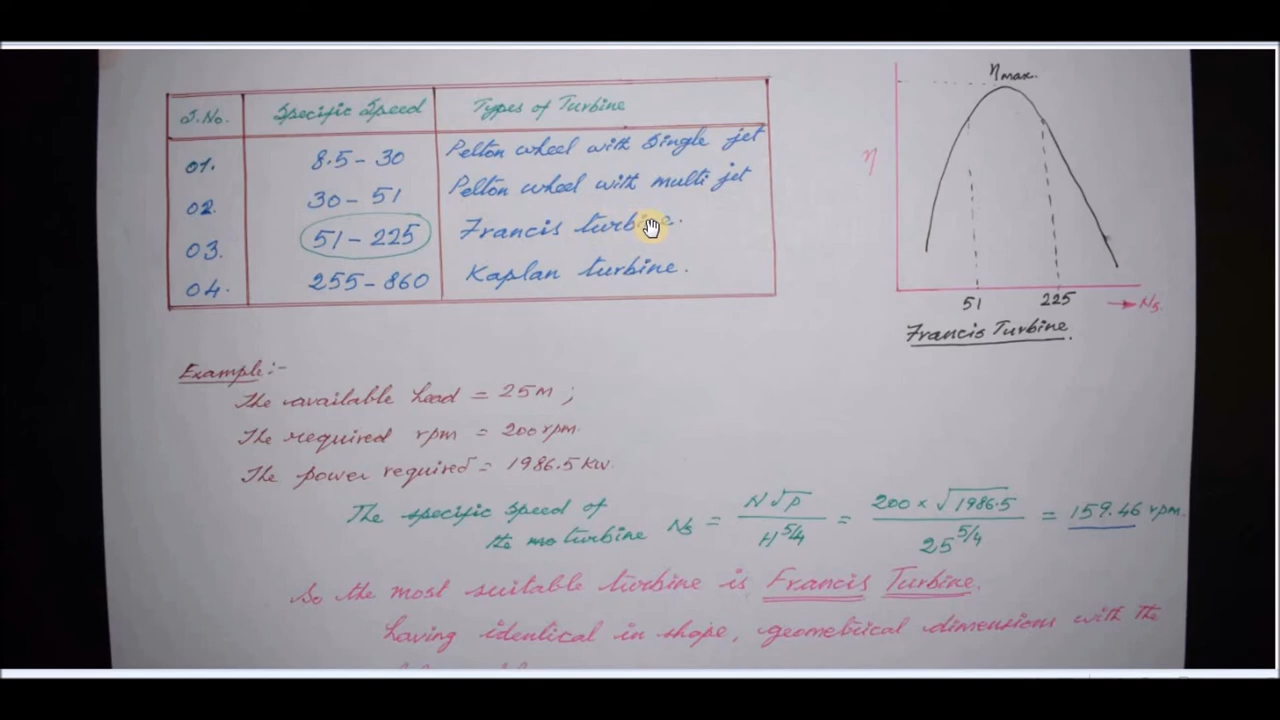 S.No. Specific Speed Types of Turbine
01. 8.5 - 30 Pelton wheel with Single jet
02. 30 - 51 Pelton wheel with multi jet
03. 51 - 225 Francis turbine.
04. 255 - 860 Kaplan turbine.
ηmax.
η
51 225 → Ns
Francis Turbine.
Example:-
The available head = 25M ;
The required rpm = 200 rpm.
The power required = 1986.5 kw.
The specific speed of
the mo turbine Ns = N√P / H^5/4 = 200 × √1986.5 / 25^5/4 = 159.46 rpm.
So the most suitable turbine is Francis Turbine.
having identical in shape, geometrical dimensions with the